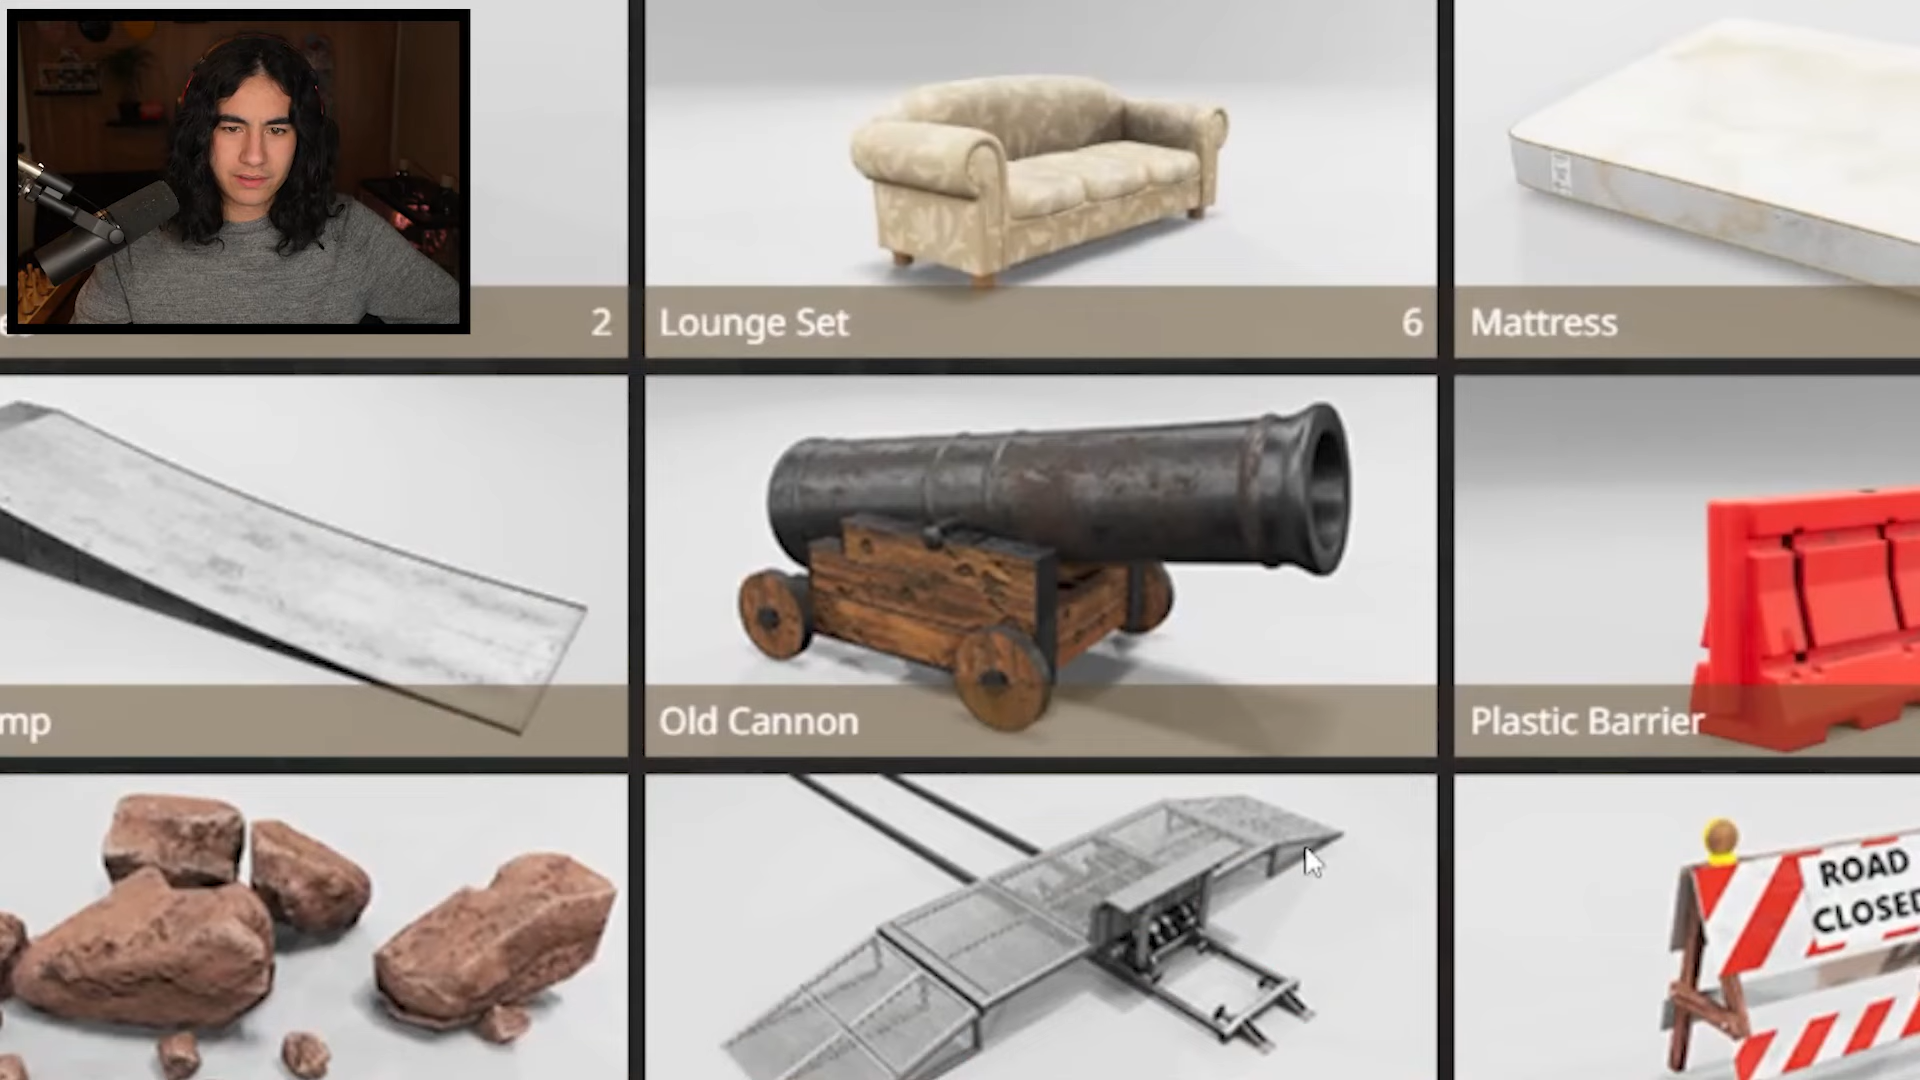 2
Lounge Set
6
Mattress
mp
Old Cannon
Plastic Barrier
ROAD
CLOSED